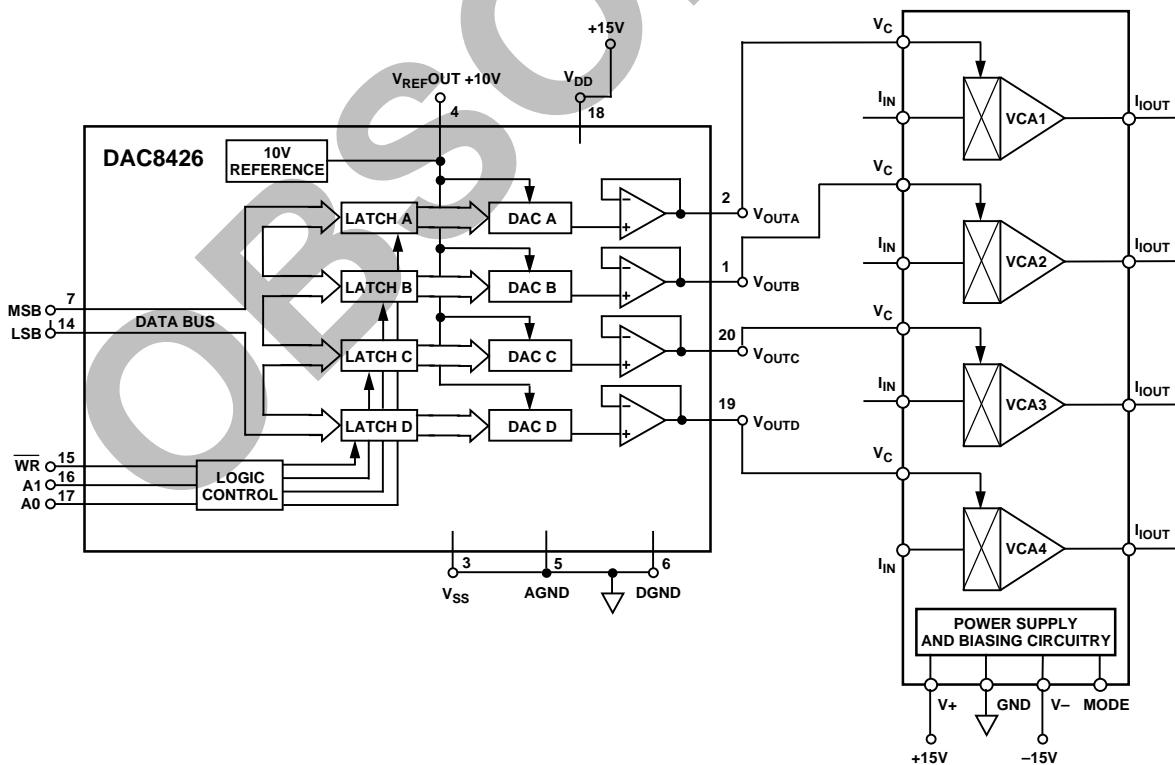 OBSO
+15V
V_REFOUT +10V
4
V_DD
18
DAC8426
10V
REFERENCE
LATCH A
DAC A
−
+
2
V_OUTA
LATCH B
DAC B
−
+
1
V_OUTB
MSB
7
LSB
14
DATA BUS
LATCH C
DAC C
−
+
20
V_OUTC
LATCH D
DAC D
−
+
19
V_OUTD
WR
15
A1
16
A0
17
LOGIC
CONTROL
3
V_SS
5
AGND
6
DGND
V_C
I_IN
VCA1
I_IOUT
V_C
I_IN
VCA2
I_IOUT
V_C
I_IN
VCA3
I_IOUT
V_C
I_IN
VCA4
I_IOUT
POWER SUPPLY
AND BIASING CIRCUITRY
V+
GND
V−
MODE
+15V
−15V